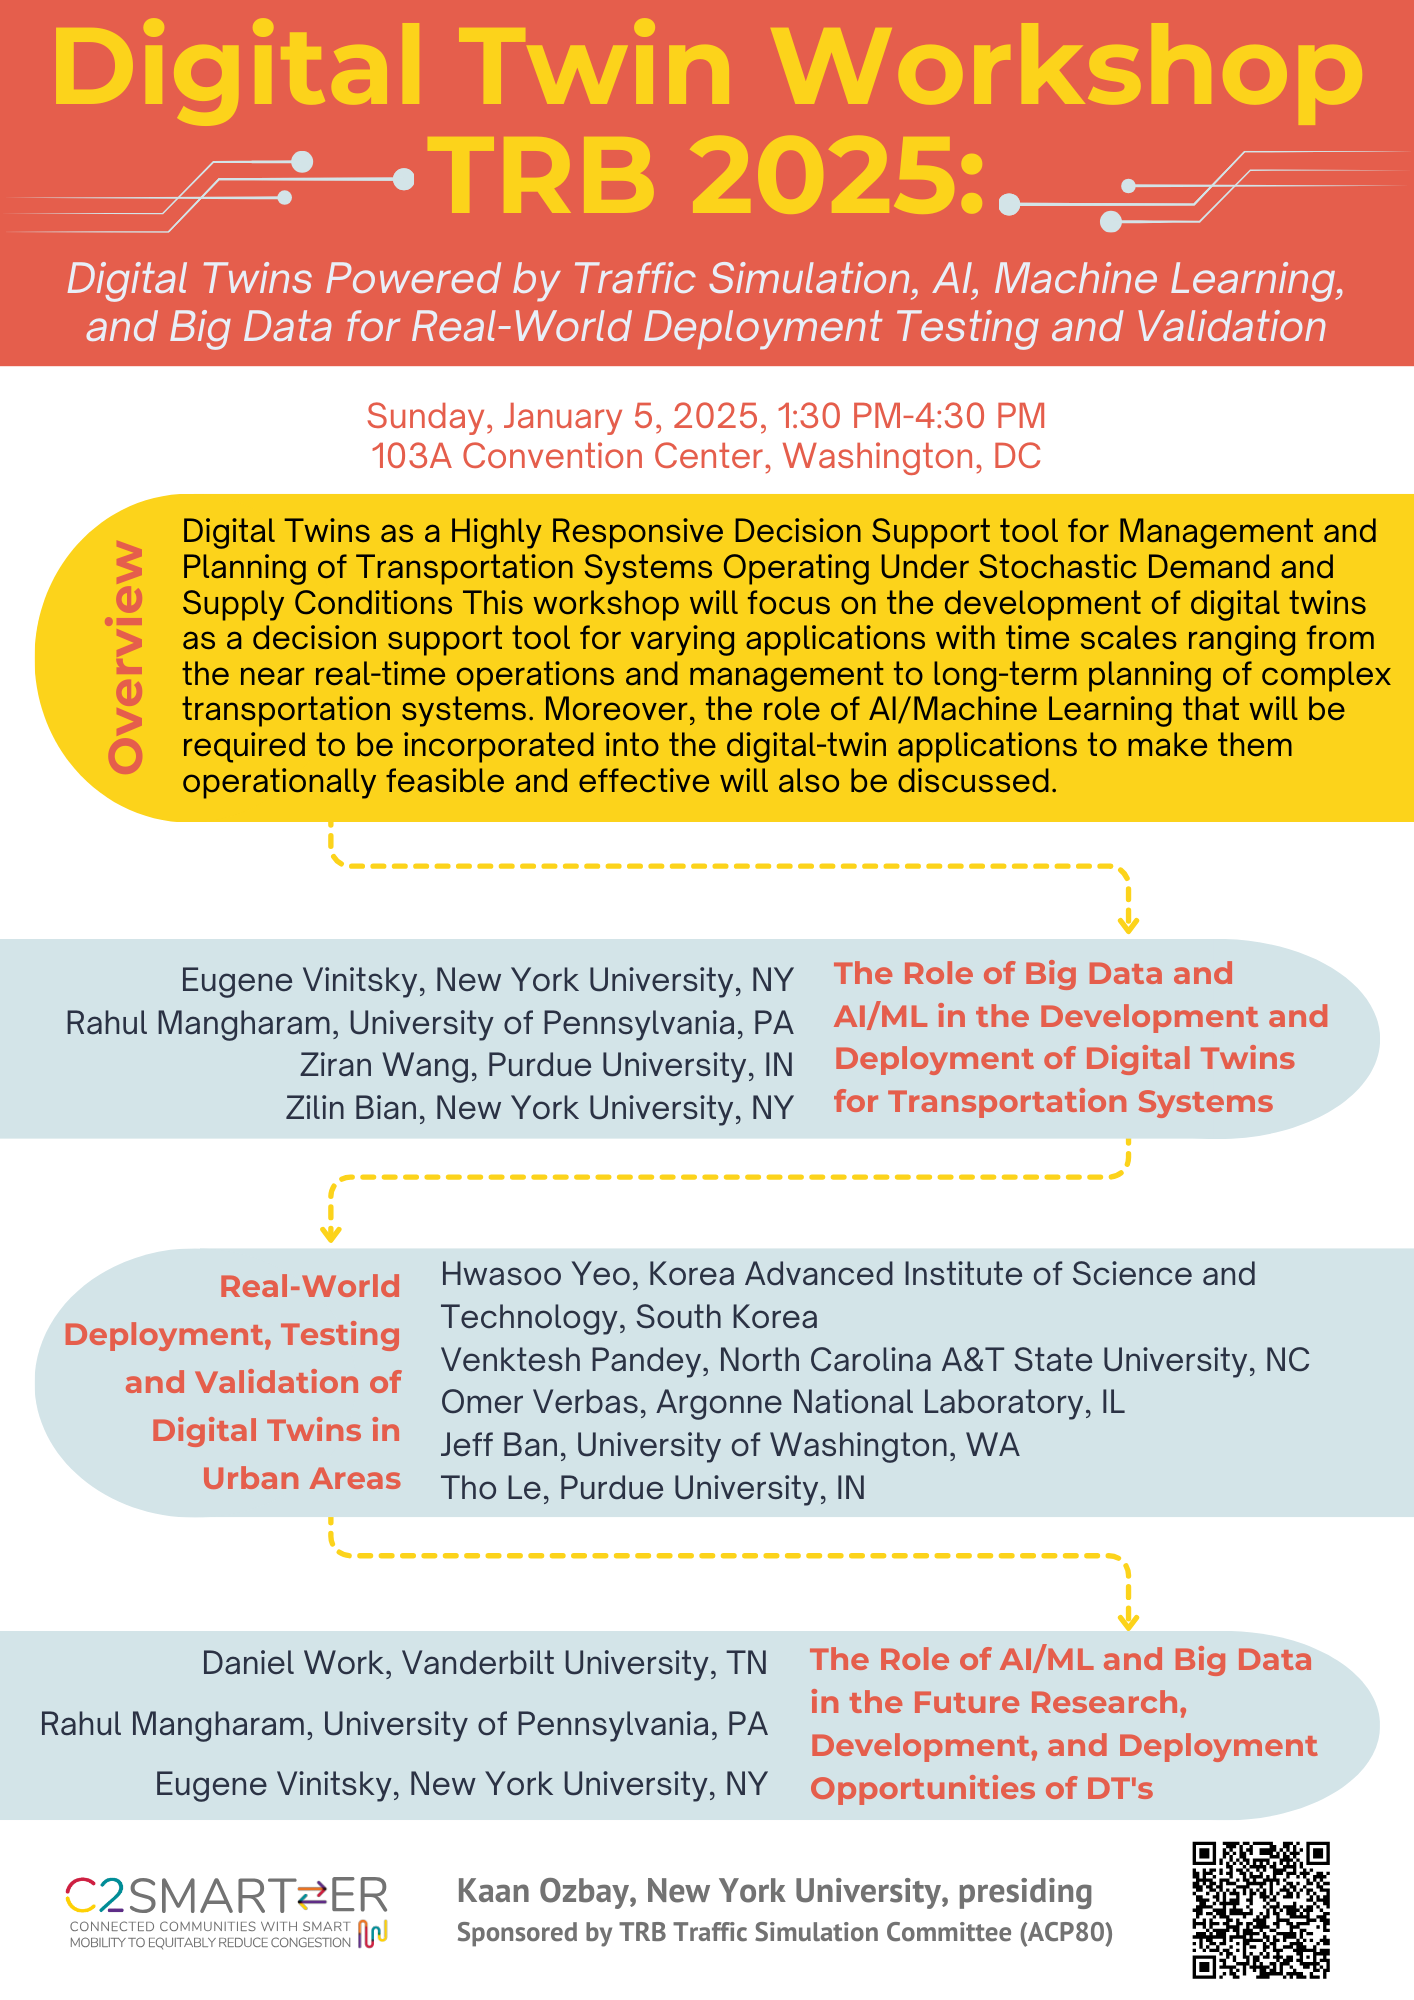 Digital Twin Workshop
TRB 2025:
Digital Twins Powered by Traffic Simulation, AI, Machine Learning,
and Big Data for Real-World Deployment Testing and Validation
Sunday, January 5, 2025, 1:30 PM-4:30 PM
103A Convention Center, Washington, DC
Overview
Digital Twins as a Highly Responsive Decision Support tool for Management and
Planning of Transportation Systems Operating Under Stochastic Demand and
Supply Conditions This workshop will focus on the development of digital twins
as a decision support tool for varying applications with time scales ranging from
the near real-time operations and management to long-term planning of complex
transportation systems. Moreover, the role of AI/Machine Learning that will be
required to be incorporated into the digital-twin applications to make them
operationally feasible and effective will also be discussed.
Eugene Vinitsky, New York University, NY
Rahul Mangharam, University of Pennsylvania, PA
Ziran Wang, Purdue University, IN
Zilin Bian, New York University, NY
The Role of Big Data and
AI/ML in the Development and
Deployment of Digital Twins
for Transportation Systems
Real-World
Deployment, Testing
and Validation of
Digital Twins in
Urban Areas
Hwasoo Yeo, Korea Advanced Institute of Science and
Technology, South Korea
Venktesh Pandey, North Carolina A&T State University, NC
Omer Verbas, Argonne National Laboratory, IL
Jeff Ban, University of Washington, WA
Tho Le, Purdue University, IN
Daniel Work, Vanderbilt University, TN
Rahul Mangharam, University of Pennsylvania, PA
Eugene Vinitsky, New York University, NY
The Role of AI/ML and Big Data
in the Future Research,
Development, and Deployment
Opportunities of DT's
C2SMARTER
CONNECTED COMMUNITIES WITH SMART
MOBILITY TO EQUITABLY REDUCE CONGESTION
Kaan Ozbay, New York University, presiding
Sponsored by TRB Traffic Simulation Committee (ACP80)